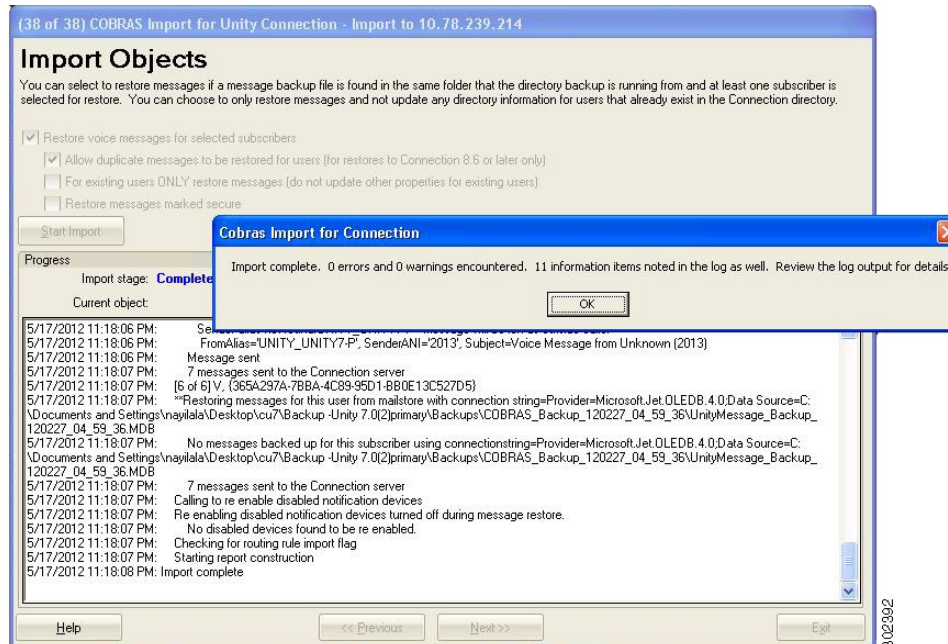 (38 of 38) COBRAS Import for Unity Connection - Import to 10.78.239.214
Import Objects
You can select to restore messages if a message backup file is found in the same folder that the directory backup is running from and at least one subscriber is
selected for restore. You can choose to only restore messages and not update any directory information for users that already exist in the Connection directory.
Restore voice messages for selected subscribers
Allow duplicate messages to be restored for users (for restores to Connection 8.6 or later only)
For existing users ONLY restore messages (do not update other properties for existing users)
Restore messages marked secure
Start Import
Cobras Import for Connection
Import complete. 0 errors and 0 warnings encountered. 11 information items noted in the log as well. Review the log output for details
OK
Progress
Import stage: Complete
Current object:
5/17/2012 11:18:06 PM:
5/17/2012 11:18:06 PM: FromAlias='UNITY_UNITY7-P', SenderANI='2013', Subject=Voice Message from Unknown (2013)
5/17/2012 11:18:06 PM: Message sent
5/17/2012 11:18:07 PM: 7 messages sent to the Connection server
5/17/2012 11:18:07 PM: [6 of 6] V, {365A297A-7BBA-4C89-95D1-BB0E13C527D5}
5/17/2012 11:18:07 PM: **Restoring messages for this user from mailstore with connection string=Provider=Microsoft.Jet.OLEDB.4.0;Data Source=C:
\Documents and Settings\nayilala\Desktop\cu7\Backup -Unity 7.0(2)primary\Backups\COBRAS_Backup_120227_04_59_36\UnityMessage_Backup_
120227_04_59_36.MDB
5/17/2012 11:18:07 PM: No messages backed up for this subscriber using connectionstring=Provider=Microsoft.Jet.OLEDB.4.0;Data Source=C:
\Documents and Settings\nayilala\Desktop\cu7\Backup -Unity 7.0(2)primary\Backups\COBRAS_Backup_120227_04_59_36\UnityMessage_Backup_
120227_04_59_36.MDB
5/17/2012 11:18:07 PM: 7 messages sent to the Connection server
5/17/2012 11:18:07 PM: Calling to re enable disabled notification devices
5/17/2012 11:18:07 PM: Re enabling disabled notification devices turned off during message restore.
5/17/2012 11:18:07 PM: No disabled devices found to be re enabled.
5/17/2012 11:18:07 PM: Checking for routing rule import flag
5/17/2012 11:18:07 PM: Starting report construction
5/17/2012 11:18:08 PM: Import complete
Help
<< Previous
Next >>
Exit